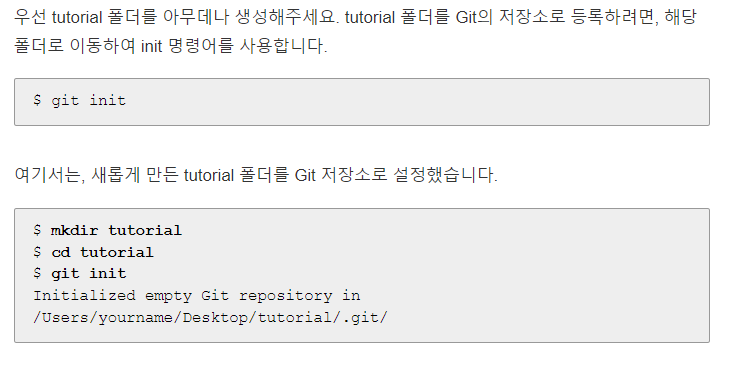 우선 tutorial 폴더를 아무데나 생성해주세요. tutorial 폴더를 Git의 저장소로 등록하려면, 해당
폴더로 이동하여 init 명령어를 사용합니다.
$ git init
여기서는, 새롭게 만든 tutorial 폴더를 Git 저장소로 설정했습니다.
$ mkdir tutorial
$ cd tutorial
$ git init
Initialized empty Git repository in
/Users/yourname/Desktop/tutorial/.git/